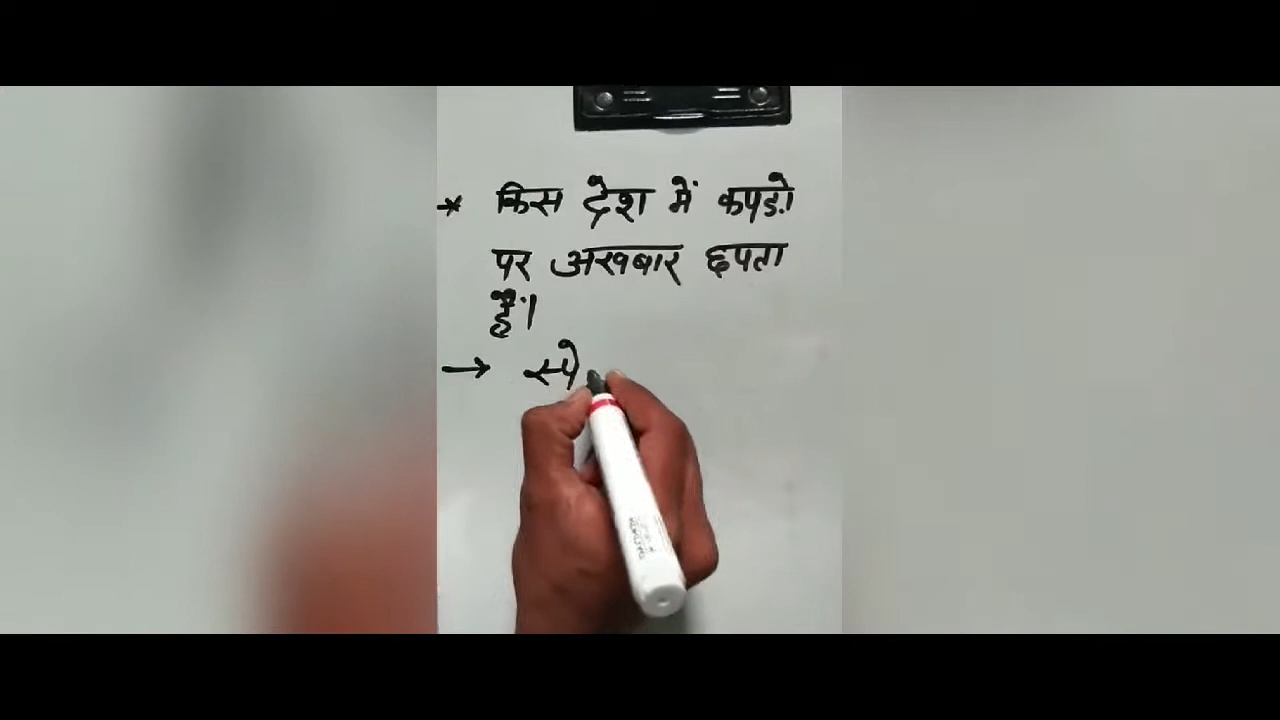 * किस देश में कपड़ो
पर अखबार छपता
हैं।
→ स्पे